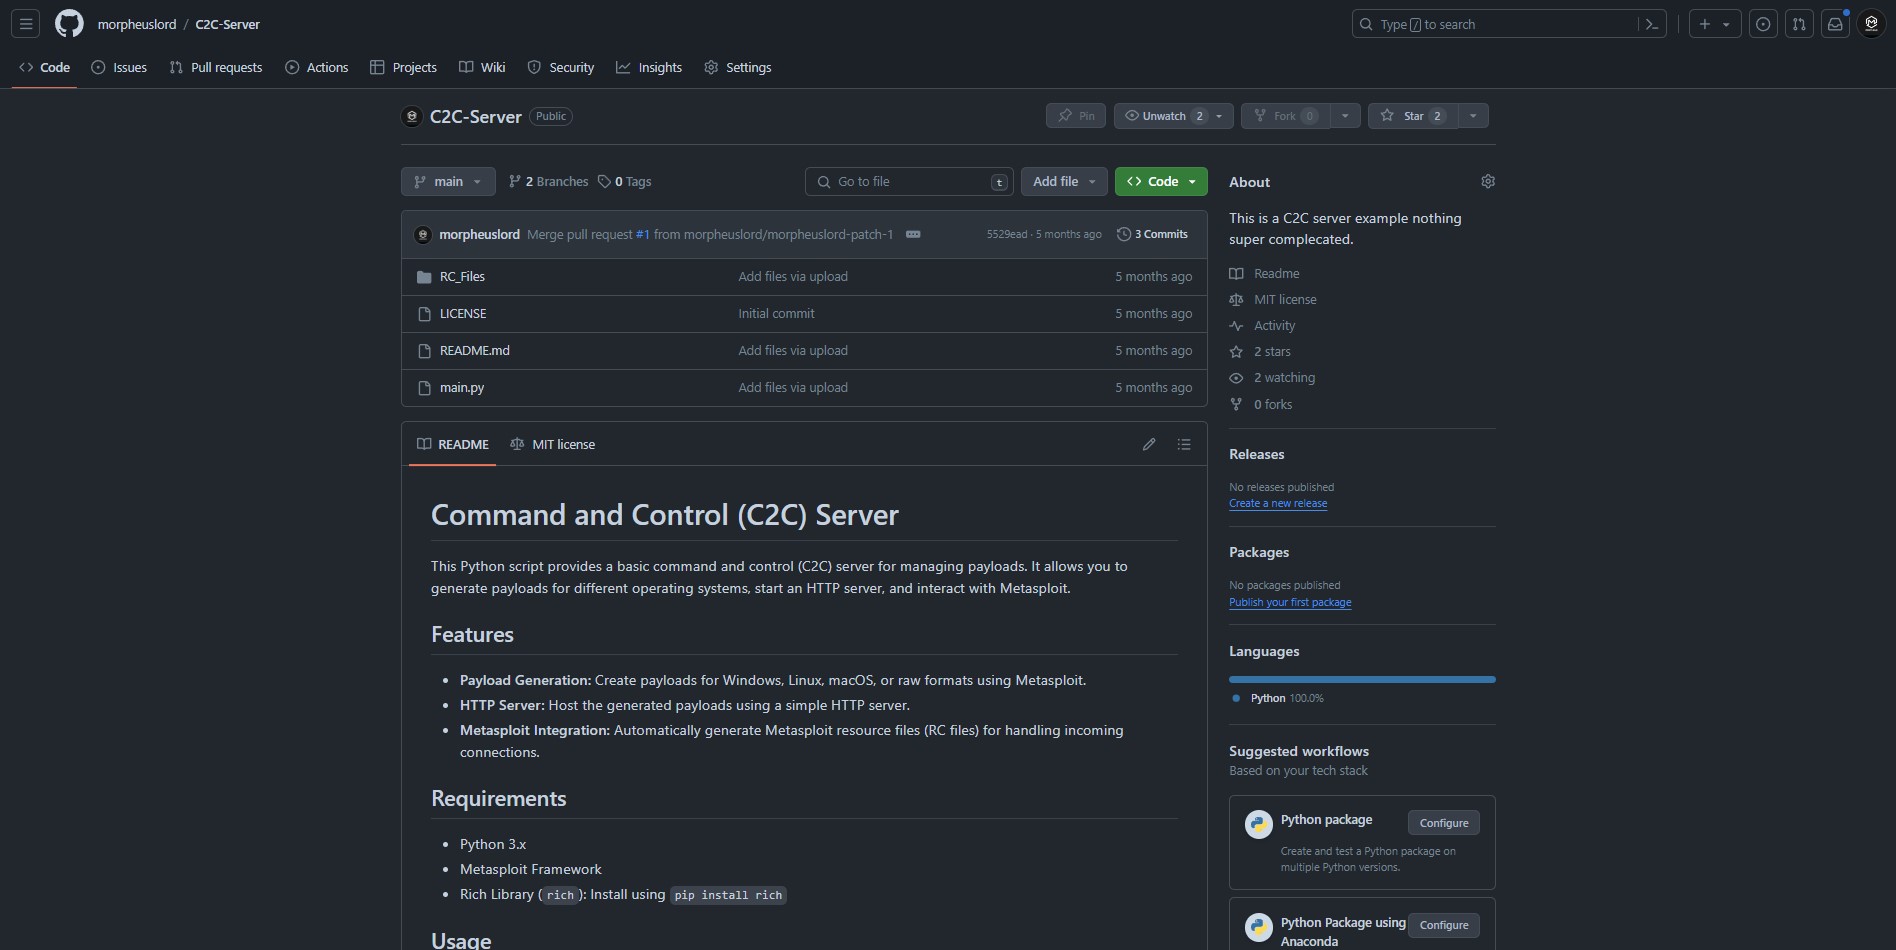 morpheuslord / C2C-Server
Type / to search
Code Issues Pull requests Actions Projects Wiki Security Insights Settings
C2C-Server Public
Pin Unwatch 2 Fork 0 Star 2
main 2 Branches 0 Tags Go to file t Add file Code
morpheuslord Merge pull request #1 from morpheuslord/morpheuslord-patch-1 5529ead · 5 months ago 3 Commits
RC_Files Add files via upload 5 months ago
LICENSE Initial commit 5 months ago
README.md Add files via upload 5 months ago
main.py Add files via upload 5 months ago
README MIT license
Command and Control (C2C) Server
This Python script provides a basic command and control (C2C) server for managing payloads. It allows you to
generate payloads for different operating systems, start an HTTP server, and interact with Metasploit.
Features
Payload Generation: Create payloads for Windows, Linux, macOS, or raw formats using Metasploit.
HTTP Server: Host the generated payloads using a simple HTTP server.
Metasploit Integration: Automatically generate Metasploit resource files (RC files) for handling incoming
connections.
Requirements
Python 3.x
Metasploit Framework
Rich Library (rich): Install using pip install rich
Usage
About
This is a C2C server example nothing
super complecated.
Readme
MIT license
Activity
2 stars
2 watching
0 forks
Releases
No releases published
Create a new release
Packages
No packages published
Publish your first package
Languages
Python 100.0%
Suggested workflows
Based on your tech stack
Python package Configure
Create and test a Python package on
multiple Python versions.
Python Package using Configure
Anaconda